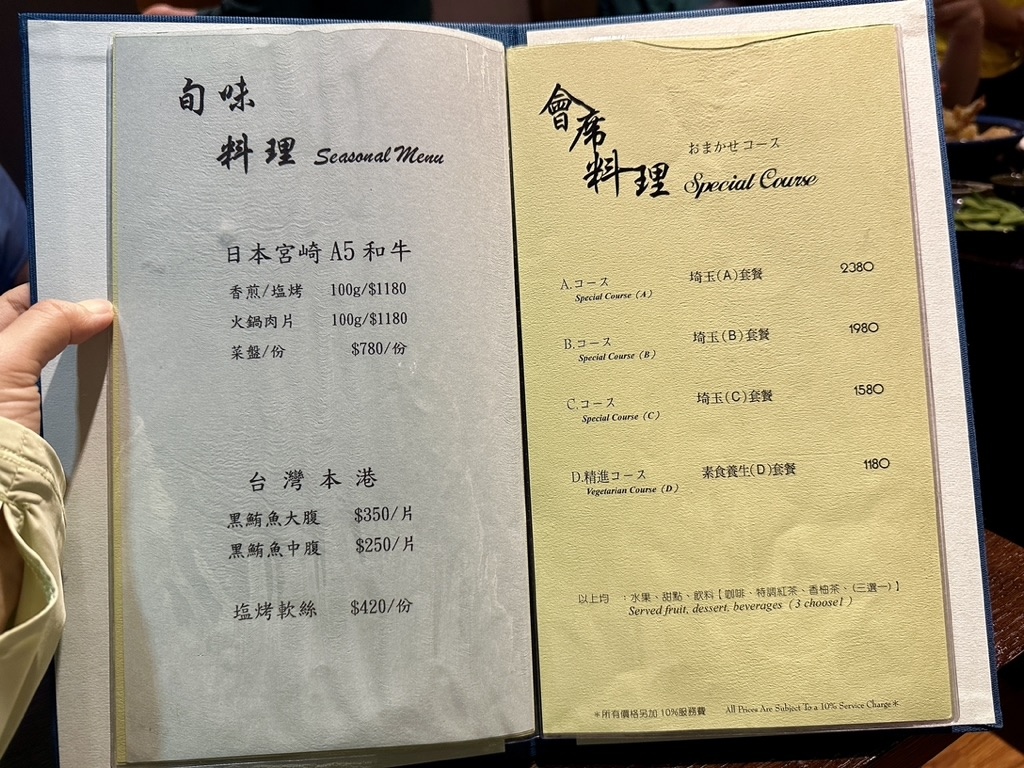 旬味
料理 Seasonal Menu
日本宮崎 A5 和牛
香煎/塩烤 100g/$1180
火鍋肉片 100g/$1180
菜盤/份 $780/份
台灣本港
黑鮪魚大腹 $350/片
黑鮪魚中腹 $250/片
塩烤軟絲 $420/份
會席
料理 おまかせコース
Special Course
A.コース 埼玉(A)套餐 2380
Special Course (A)
B.コース 埼玉(B)套餐 1980
Special Course (B)
C.コース 埼玉(C)套餐 1580
Special Course (C)
D.精進コース 素食養生(D)套餐 1180
Vegetarian Course (D)
以上均 :水果、甜點、飲料【咖啡、特調紅茶、香柚茶、(三選一)】
Served fruit, dessert, beverages ( 3 choose1 )
*所有價格另加 10%服務費 All Prices Are Subject To a 10% Service Charge*